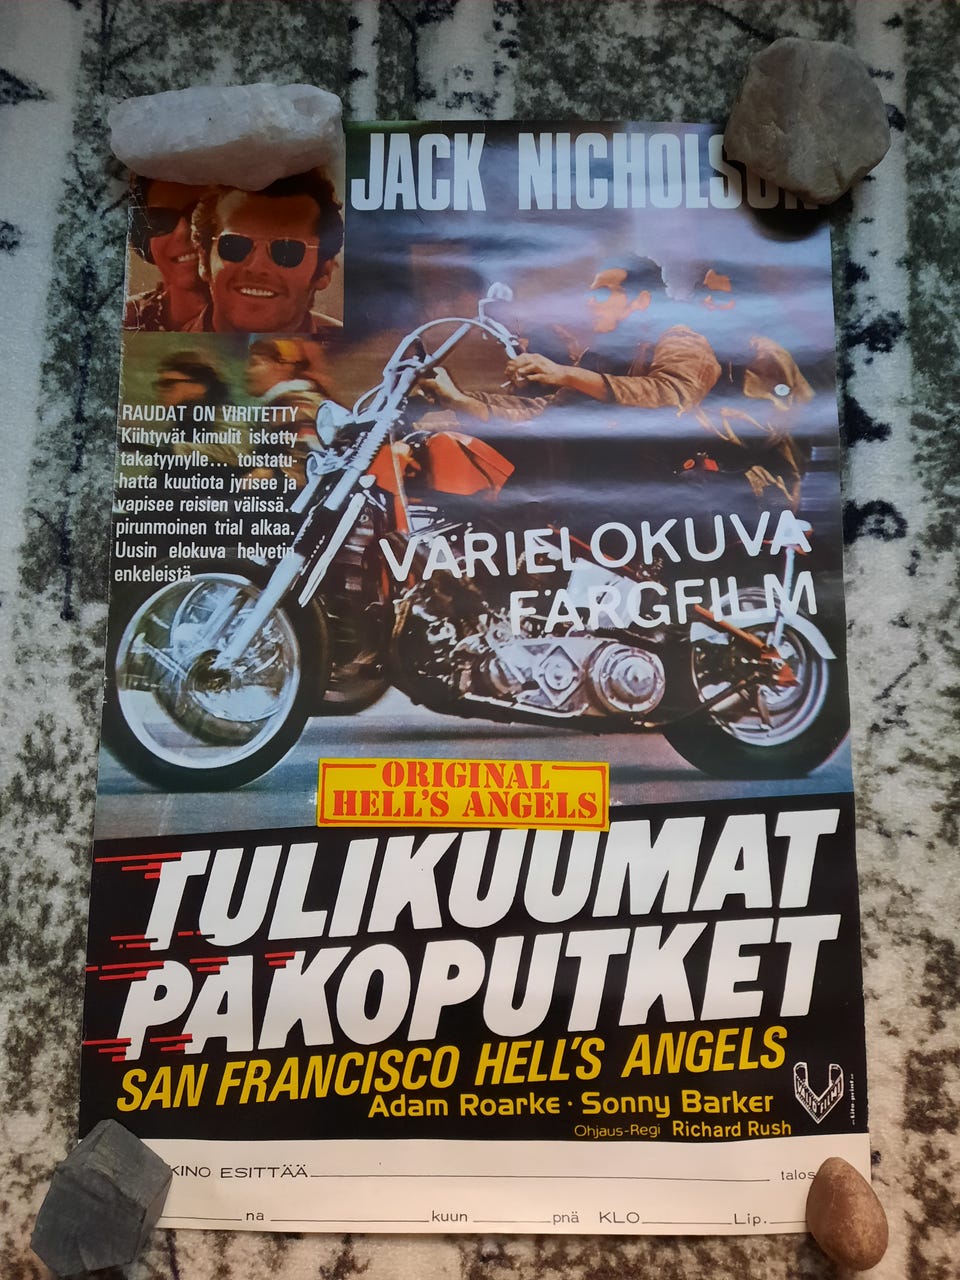 JACK NICHOLSON
RAUDAT ON VIRITETTY
Kiihtyvät kimulit isketty
takatyynylle... toistatu-
hatta kuutiota jyrisee ja
vapisee reisien välissä..
pirunmoinen trial alkaa.
Uusin elokuva helvetin
enkeleistä.
VÄRIELOKUVA
FÄRGFILM
ORIGINAL
HELL'S ANGELS
TULIKUUMAT
PAKOPUTKET
SAN FRANCISCO HELL'S ANGELS
Adam Roarke · Sonny Barker
Ohjaus-Regi Richard Rush
KINO ESITTÄÄ talos
na kuun pnä KLO Lip.